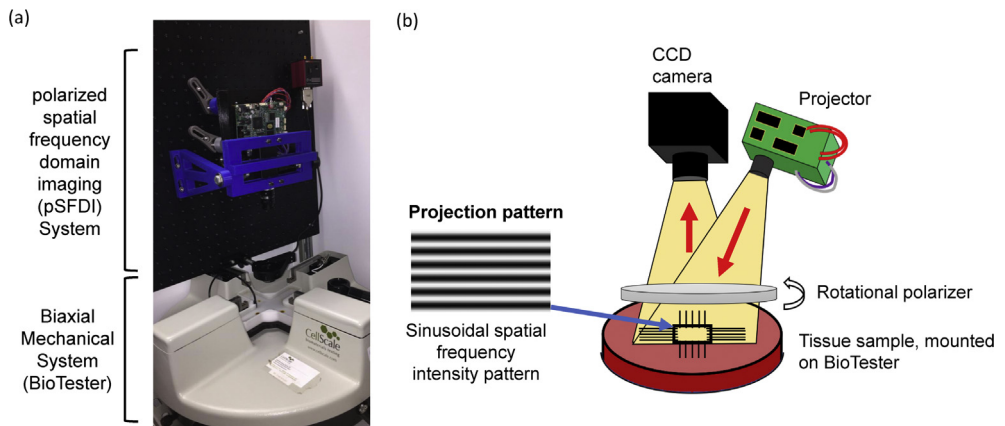 (a)
polarized
spatial
frequency
domain
imaging
(pSFDI)
System
Biaxial
Mechanical
System
(BioTester)
CellScale
(b)
CCD
camera
Projector
Projection pattern
Sinusoidal spatial
frequency
intensity pattern
Rotational polarizer
Tissue sample, mounted
on BioTester